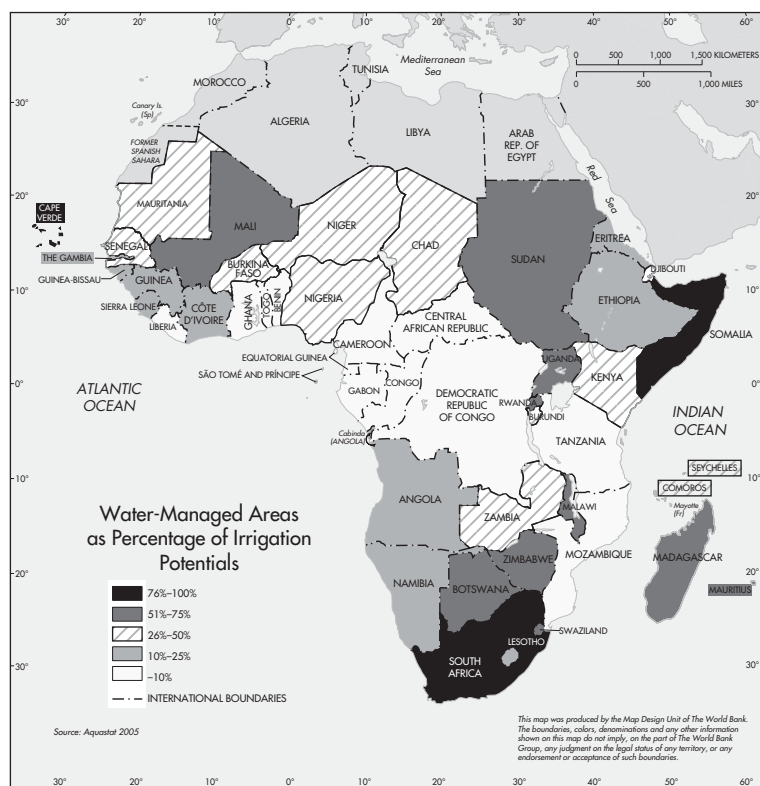 30°
20°
10°
0°
10°
20°
30°
40°
50°
60°
0
500
1,000
1,500 KILOMETERS
0
500
1,000 MILES
Mediterranean
Sea
TUNISIA
MOROCCO
30°
30°
Canary Is.
(Sp)
ALGERIA
LIBYA
ARAB
REP. OF
EGYPT
FORMER
SPANISH
SAHARA
Red
Sea
20°
20°
CAPE
VERDE
MAURITANIA
MALI
NIGER
CHAD
SUDAN
ERITREA
SENEGAL
THE GAMBIA
BURKINA
FASO
DJIBOUTI
GUINEA-BISSAU
GUINEA
10°
10°
NIGERIA
ETHIOPIA
SIERRA LEONE
CÔTE
D'IVOIRE
GHANA
TOGO
BENIN
LIBERIA
CENTRAL
AFRICAN REPUBLIC
SOMALIA
CAMEROON
EQUATORIAL GUINEA
UGANDA
SÃO TOMÉ AND PRÍNCIPE
GABON
CONGO
KENYA
0°
0°
ATLANTIC
OCEAN
DEMOCRATIC
REPUBLIC
OF CONGO
RWANDA
BURUNDI
INDIAN
OCEAN
Cabinda
(ANGOLA)
TANZANIA
SEYCHELLES
10°
10°
COMOROS
ANGOLA
Mayotte
(Fr)
ZAMBIA
MALAWI
Water-Managed Areas
as Percentage of Irrigation
Potentials
MOZAMBIQUE
ZIMBABWE
MADAGASCAR
NAMIBIA
BOTSWANA
20°
20°
MAURITIUS
76%–100%
51%–75%
26%–50%
10%–25%
–10%
INTERNATIONAL BOUNDARIES
SWAZILAND
LESOTHO
SOUTH
AFRICA
30°
30°
Source: Aquastat 2005
This map was produced by the Map Design Unit of The World Bank.
The boundaries, colors, denominations and any other information
shown on this map do not imply, on the part of The World Bank
Group, any judgment on the legal status of any territory, or any
endorsement or acceptance of such boundaries.
30°
20°
10°
0°
10°
20°
30°
40°
50°
60°